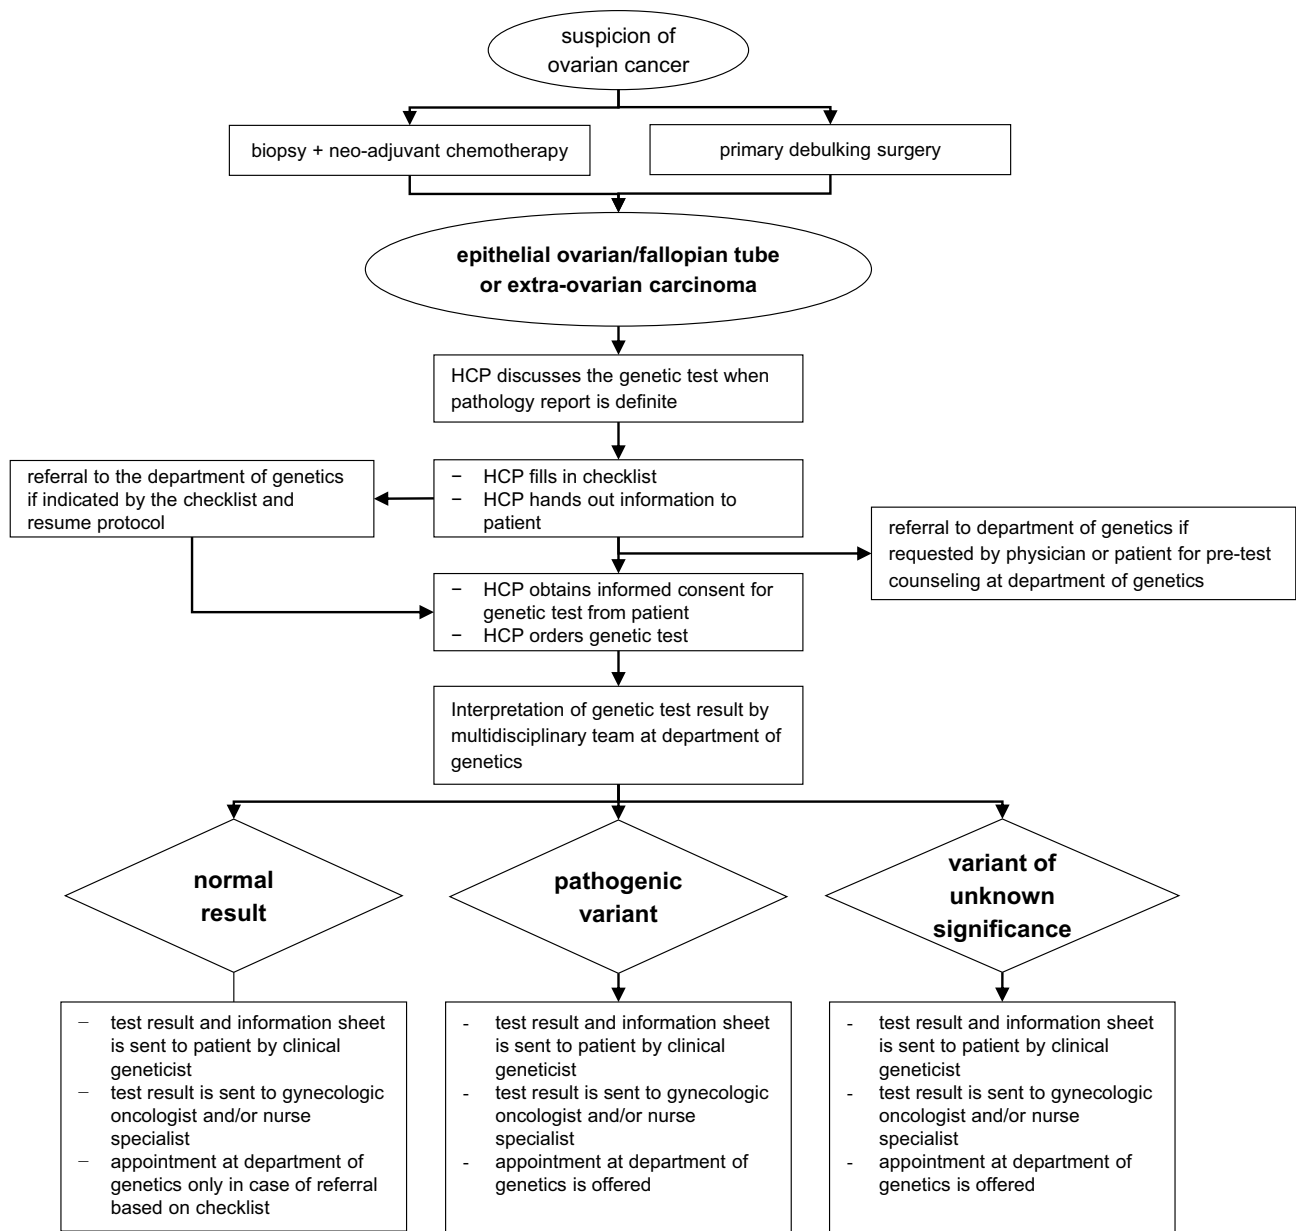 suspicion of
ovarian cancer
biopsy + neo-adjuvant chemotherapy
primary debulking surgery
epithelial ovarian/fallopian tube
or extra-ovarian carcinoma
HCP discusses the genetic test when
pathology report is definite
− HCP fills in checklist
− HCP hands out information to
patient
referral to the department of genetics
if indicated by the checklist and
resume protocol
referral to department of genetics if
requested by physician or patient for pre-test
counseling at department of genetics
− HCP obtains informed consent for
genetic test from patient
− HCP orders genetic test
Interpretation of genetic test result by
multidisciplinary team at department of
genetics
normal
result
pathogenic
variant
variant of
unknown
significance
− test result and information sheet
is sent to patient by clinical
geneticist
− test result is sent to gynecologic
oncologist and/or nurse
specialist
− appointment at department of
genetics only in case of referral
based on checklist
- test result and information sheet
is sent to patient by clinical
geneticist
- test result is sent to gynecologic
oncologist and/or nurse
specialist
- appointment at department of
genetics is offered
- test result and information sheet
is sent to patient by clinical
geneticist
- test result is sent to gynecologic
oncologist and/or nurse
specialist
- appointment at department of
genetics is offered